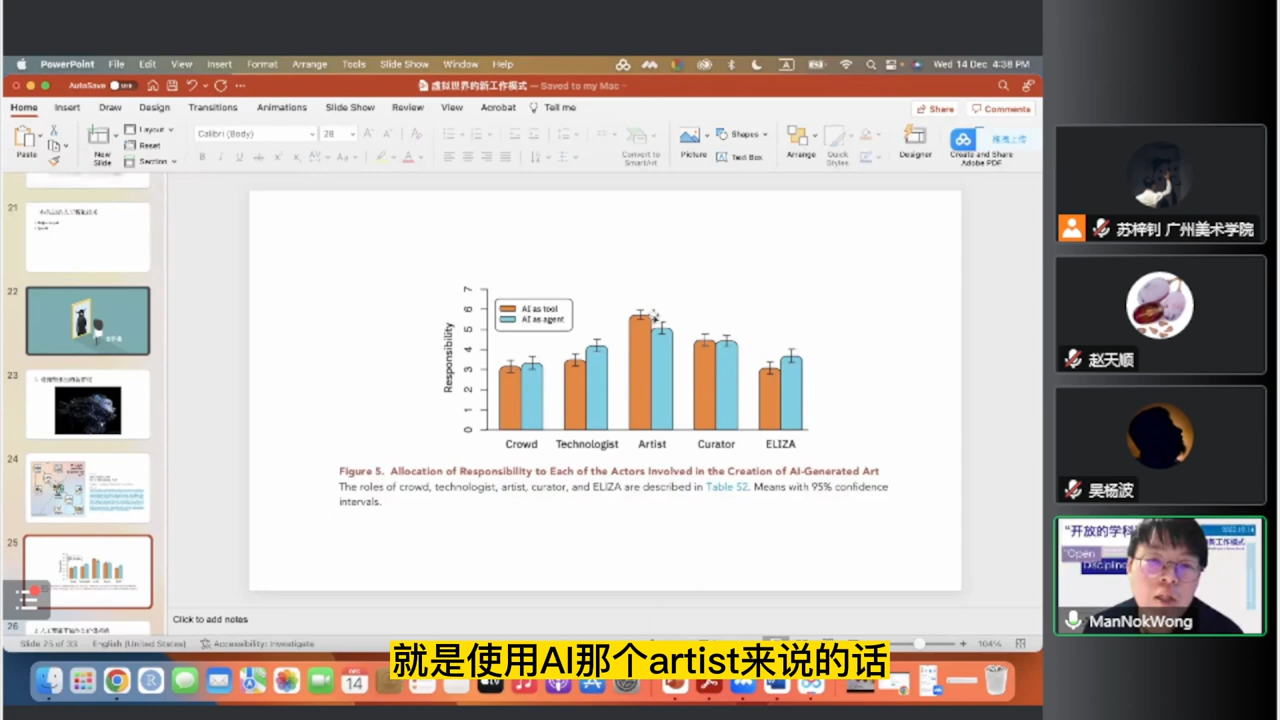 PowerPoint File Edit View Insert Format Arrange Tools Slide Show Window Help
Wed 14 Dec 4:38 PM
AutoSave
虚拟世界的新工作模式 — Saved to my Mac
Home Insert Draw Design Transitions Animations Slide Show Review View Acrobat Tell me
Share Comments
Paste
New Slide
Layout
Reset
Section
Calibri (Body)
28
Convert to SmartArt
Picture
Shapes
Text Box
Arrange
Quick Styles
Designer
Create and Share Adobe PDF
21
22
23
24
25
26
7
6
5
4
3
2
1
0
Responsibility
AI as tool
AI as agent
Crowd Technologist Artist Curator ELIZA
Figure 5. Allocation of Responsibility to Each of the Actors Involved in the Creation of AI-Generated Art
The roles of crowd, technologist, artist, curator, and ELIZA are described in Table S2. Means with 95% confidence
intervals.
Click to add notes
Slide 25 of 33 English (United States) Accessibility: Investigate
104%
DEC
14
就是使用AI那个artist来说的话
苏梓钊 广州美术学院
赵天顺
吴杨波
"开放的学科
2022.12.14
"Open
Discipline
ManNokWong